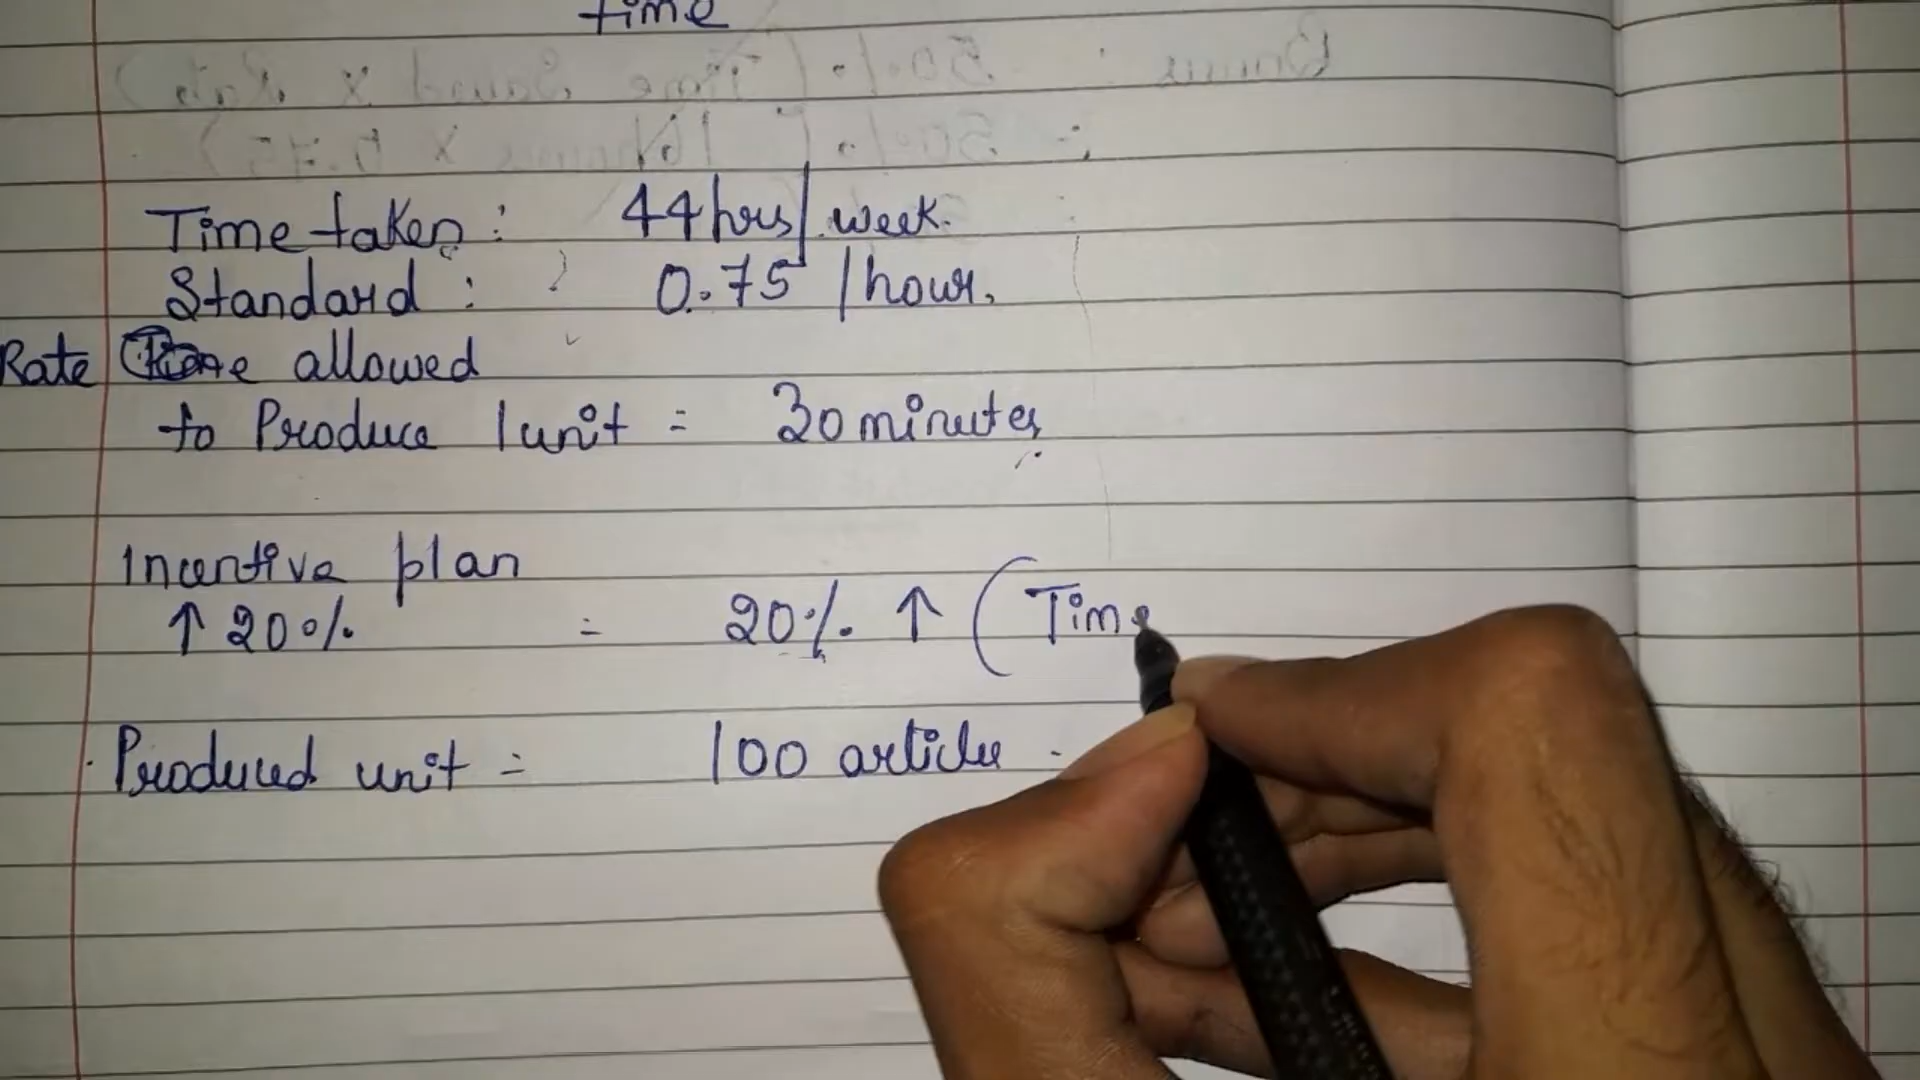 time
Time taken : 44 hrs / week.
Standard : 0.75 / hour.
Rate allowed
to Produce 1 unit = 30 minutes
Incentive plan
↑ 20% = 20% ↑ ( Time
Produced unit = 100 article